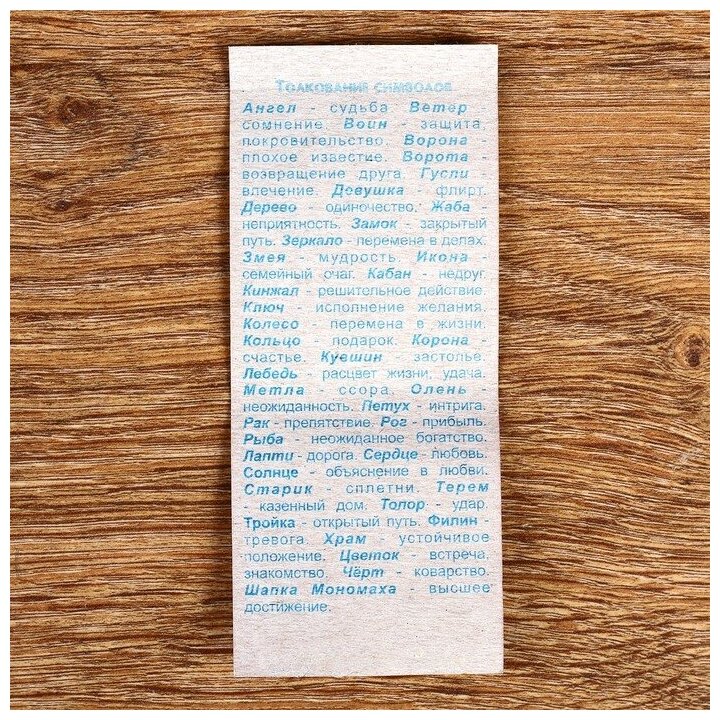 Толкования символов
Ангел - судьба. Ветер -
сомнение. Воин - защита,
покровительство. Ворона -
плохое известие. Ворота -
возвращение друга. Гусли -
влечение. Девушка - флирт.
Дерево - одиночество. Жаба -
неприятность. Замок - закрытый
путь. Зеркало - перемена в делах.
Змея - мудрость. Икона -
семейный очаг. Кабан - недруг.
Кинжал - решительное действие.
Ключ - исполнение желания.
Колесо - перемена в жизни.
Кольцо - подарок. Корона -
счастье. Кувшин - застолье.
Лебедь - расцвет жизни, удача.
Метла - ссора. Олень -
неожиданность. Петух - интрига.
Рак - препятствие. Рог - прибыль.
Рыба - неожиданное богатство.
Лапти - дорога. Сердце - любовь.
Солнце - объяснение в любви.
Старик - сплетни. Терем
- казенный дом. Топор - удар.
Тройка - открытый путь. Филин -
тревога. Храм - устойчивое
положение. Цветок - встреча,
знакомство. Чёрт - коварство.
Шапка Мономаха - высшее
достижение.